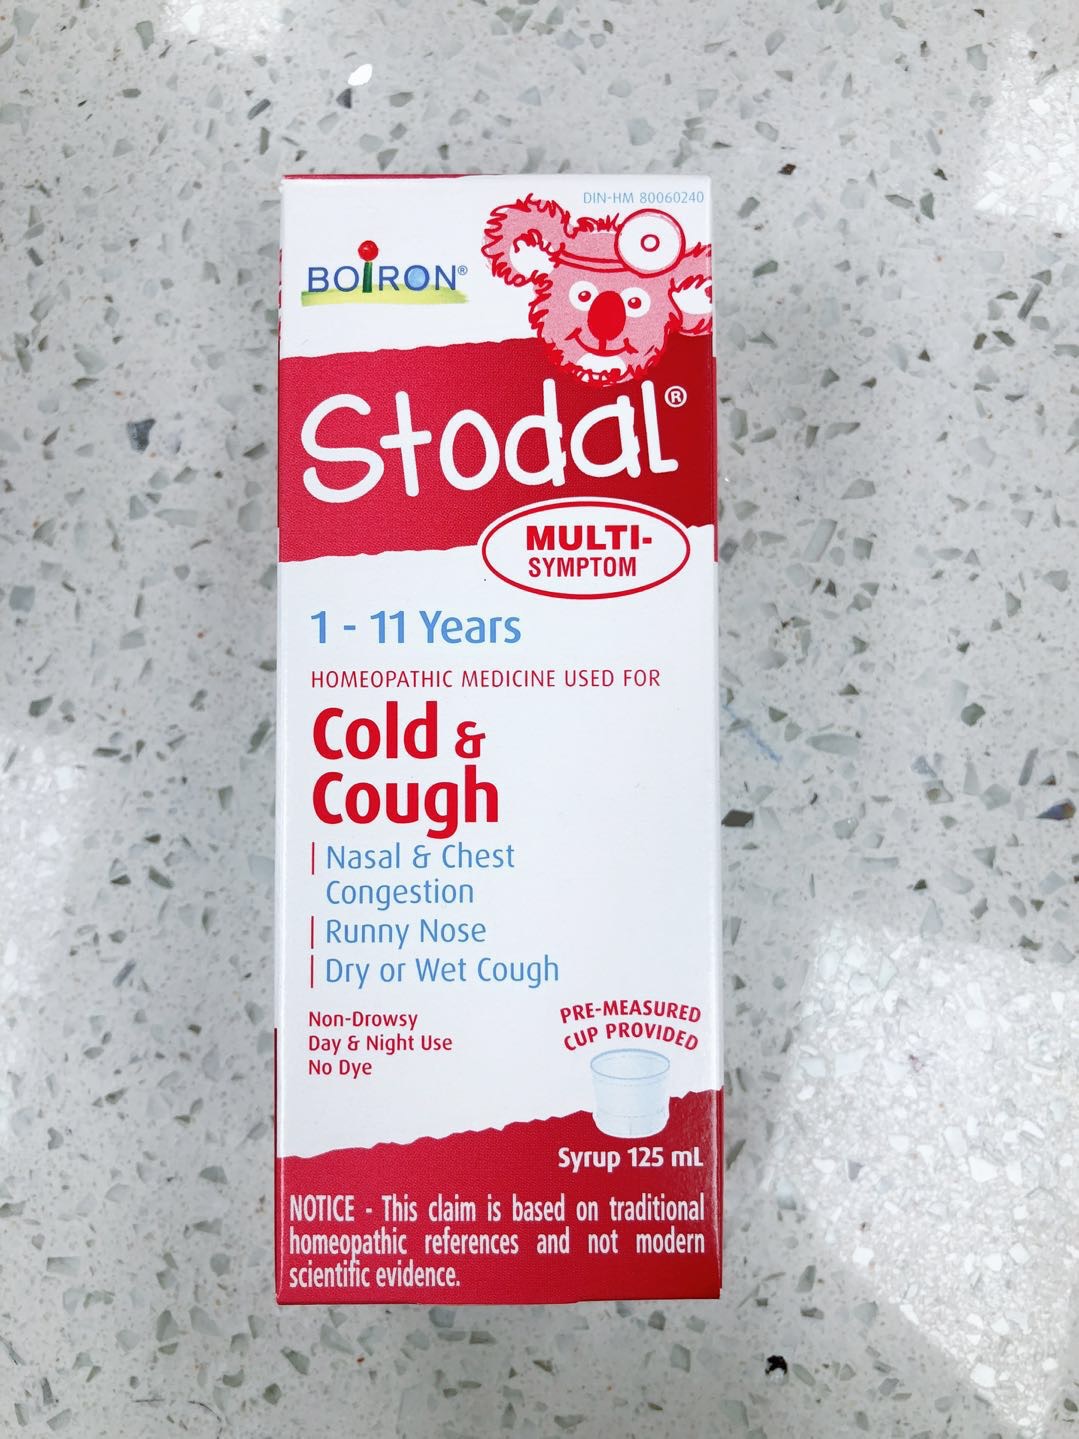 DIN-HM 80060240
BOIRON®
Stodal®
MULTI-
SYMPTOM
1 - 11 Years
HOMEOPATHIC MEDICINE USED FOR
Cold &
Cough
Nasal & Chest
Congestion
Runny Nose
Dry or Wet Cough
Non-Drowsy
Day & Night Use
No Dye
PRE-MEASURED
CUP PROVIDED
Syrup 125 mL
NOTICE - This claim is based on traditional
homeopathic references and not modern
scientific evidence.